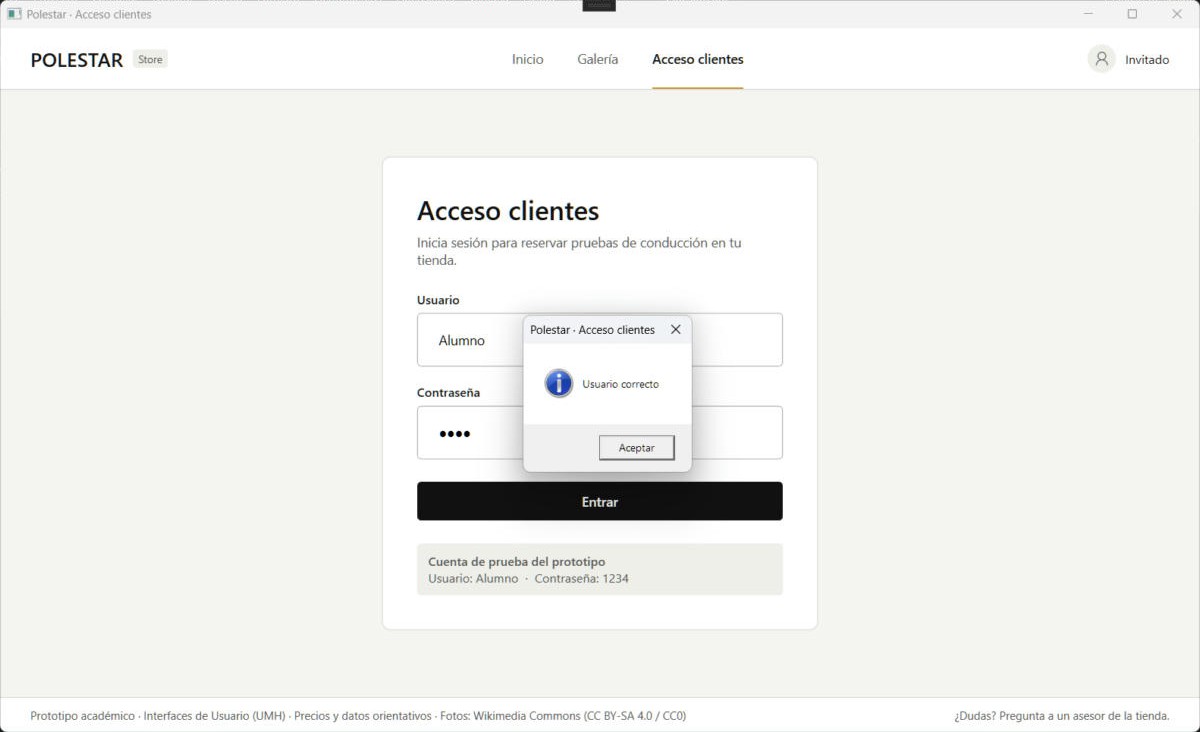 Polestar · Acceso clientes
POLESTAR Store
Inicio Galería Acceso clientes
Invitado
Acceso clientes
Inicia sesión para reservar pruebas de conducción en tu
tienda.
Usuario
Alumno
Contraseña
••••
Polestar · Acceso clientes
Usuario correcto
Aceptar
Entrar
Cuenta de prueba del prototipo
Usuario: Alumno · Contraseña: 1234
Prototipo académico · Interfaces de Usuario (UMH) · Precios y datos orientativos · Fotos: Wikimedia Commons (CC BY-SA 4.0 / CC0)
¿Dudas? Pregunta a un asesor de la tienda.